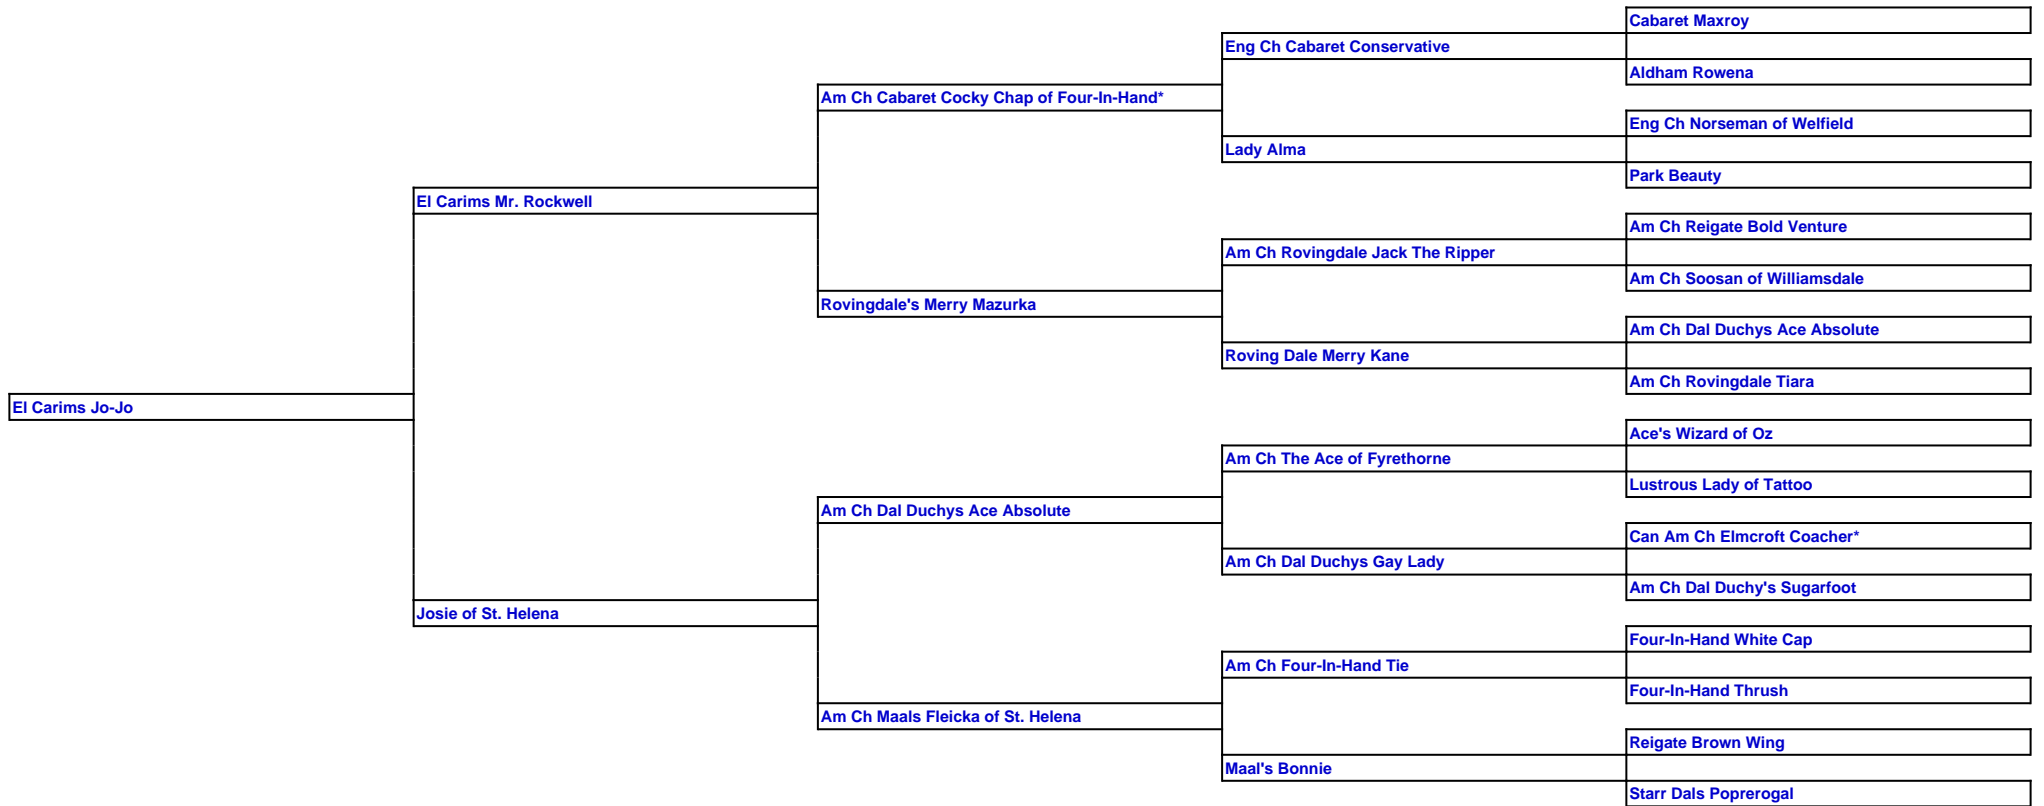 Cabaret Maxroy
Eng Ch Cabaret Conservative
Aldham Rowena
Am Ch Cabaret Cocky Chap of Four-In-Hand*
Eng Ch Norseman of Welfield
Lady Alma
Park Beauty
El Carims Mr. Rockwell
Am Ch Reigate Bold Venture
Am Ch Rovingdale Jack The Ripper
Am Ch Soosan of Williamsdale
Rovingdale's Merry Mazurka
Am Ch Dal Duchys Ace Absolute
Roving Dale Merry Kane
Am Ch Rovingdale Tiara
El Carims Jo-Jo
Ace's Wizard of Oz
Am Ch The Ace of Fyrethorne
Lustrous Lady of Tattoo
Am Ch Dal Duchys Ace Absolute
Can Am Ch Elmcroft Coacher*
Am Ch Dal Duchys Gay Lady
Am Ch Dal Duchy's Sugarfoot
Josie of St. Helena
Four-In-Hand White Cap
Am Ch Four-In-Hand Tie
Four-In-Hand Thrush
Am Ch Maals Fleicka of St. Helena
Reigate Brown Wing
Maal's Bonnie
Starr Dals Poprerogal